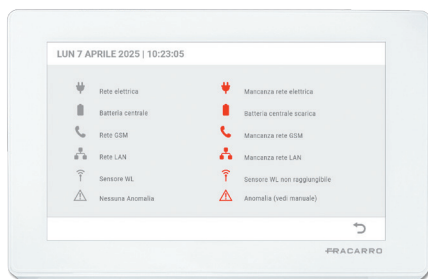 LUN 7 APRILE 2025 | 10:23:05
Rete elettrica
Mancanza rete elettrica
Batteria centrale
Batteria centrale scarica
Rete GSM
Mancanza rete GSM
Rete LAN
Mancanza rete LAN
Sensore WL
Sensore WL non raggiungibile
Nessuna Anomalia
Anomalia (vedi manuale)
FRACARRO